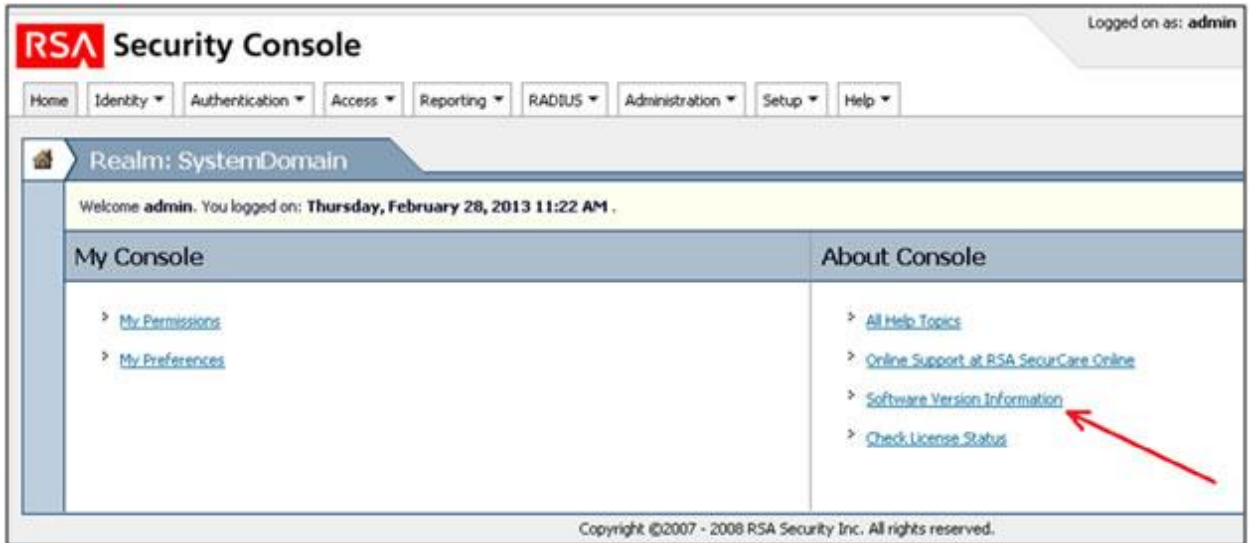 Logged on as: admin
RSA Security Console
Home Identity Authentication Access Reporting RADIUS Administration Setup Help
Realm: SystemDomain
Welcome admin. You logged on: Thursday, February 28, 2013 11:22 AM .
My Console
My Permissions
My Preferences
About Console
All Help Topics
Online Support at RSA SecurCare Online
Software Version Information
Check License Status
Copyright ©2007 - 2008 RSA Security Inc. All rights reserved.